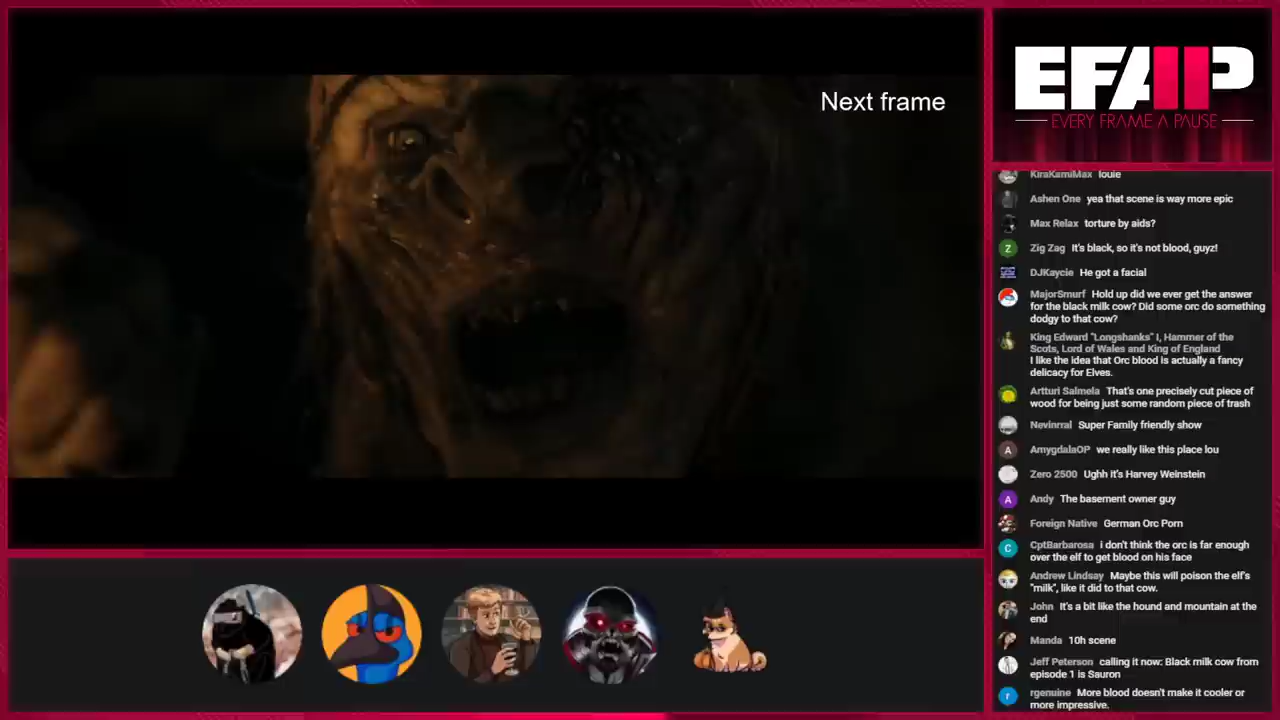 Next frame
EFAP
EVERY FRAME A PAUSE
KiraKamiMax louie
Ashen One yea that scene is way more epic
Max Relax torture by aids?
Z
Zig Zag It's black, so it's not blood, guyz!
DJKaycie He got a facial
MajorSmurf Hold up did we ever get the answer
for the black milk cow? Did some orc do something
dodgy to that cow?
King Edward "Longshanks" I, Hammer of the
Scots, Lord of Wales and King of England
I like the idea that Orc blood is actually a fancy
delicacy for Elves.
Artturi Salmela That's one precisely cut piece of
wood for being just some random piece of trash
Nevinrral Super Family friendly show
A
AmygdalaOP we really like this place lou
Zero 2500 Ughh It's Harvey Weinstein
A
Andy The basement owner guy
Foreign Native German Orc Porn
C
CptBarbarosa i don't think the orc is far enough
over the elf to get blood on his face
Andrew Lindsay Maybe this will poison the elf's
"milk", like it did to that cow.
John It's a bit like the hound and mountain at the
end
Manda 10h scene
Jeff Peterson calling it now: Black milk cow from
episode 1 is Sauron
r
rgenuine More blood doesn't make it cooler or
more impressive.